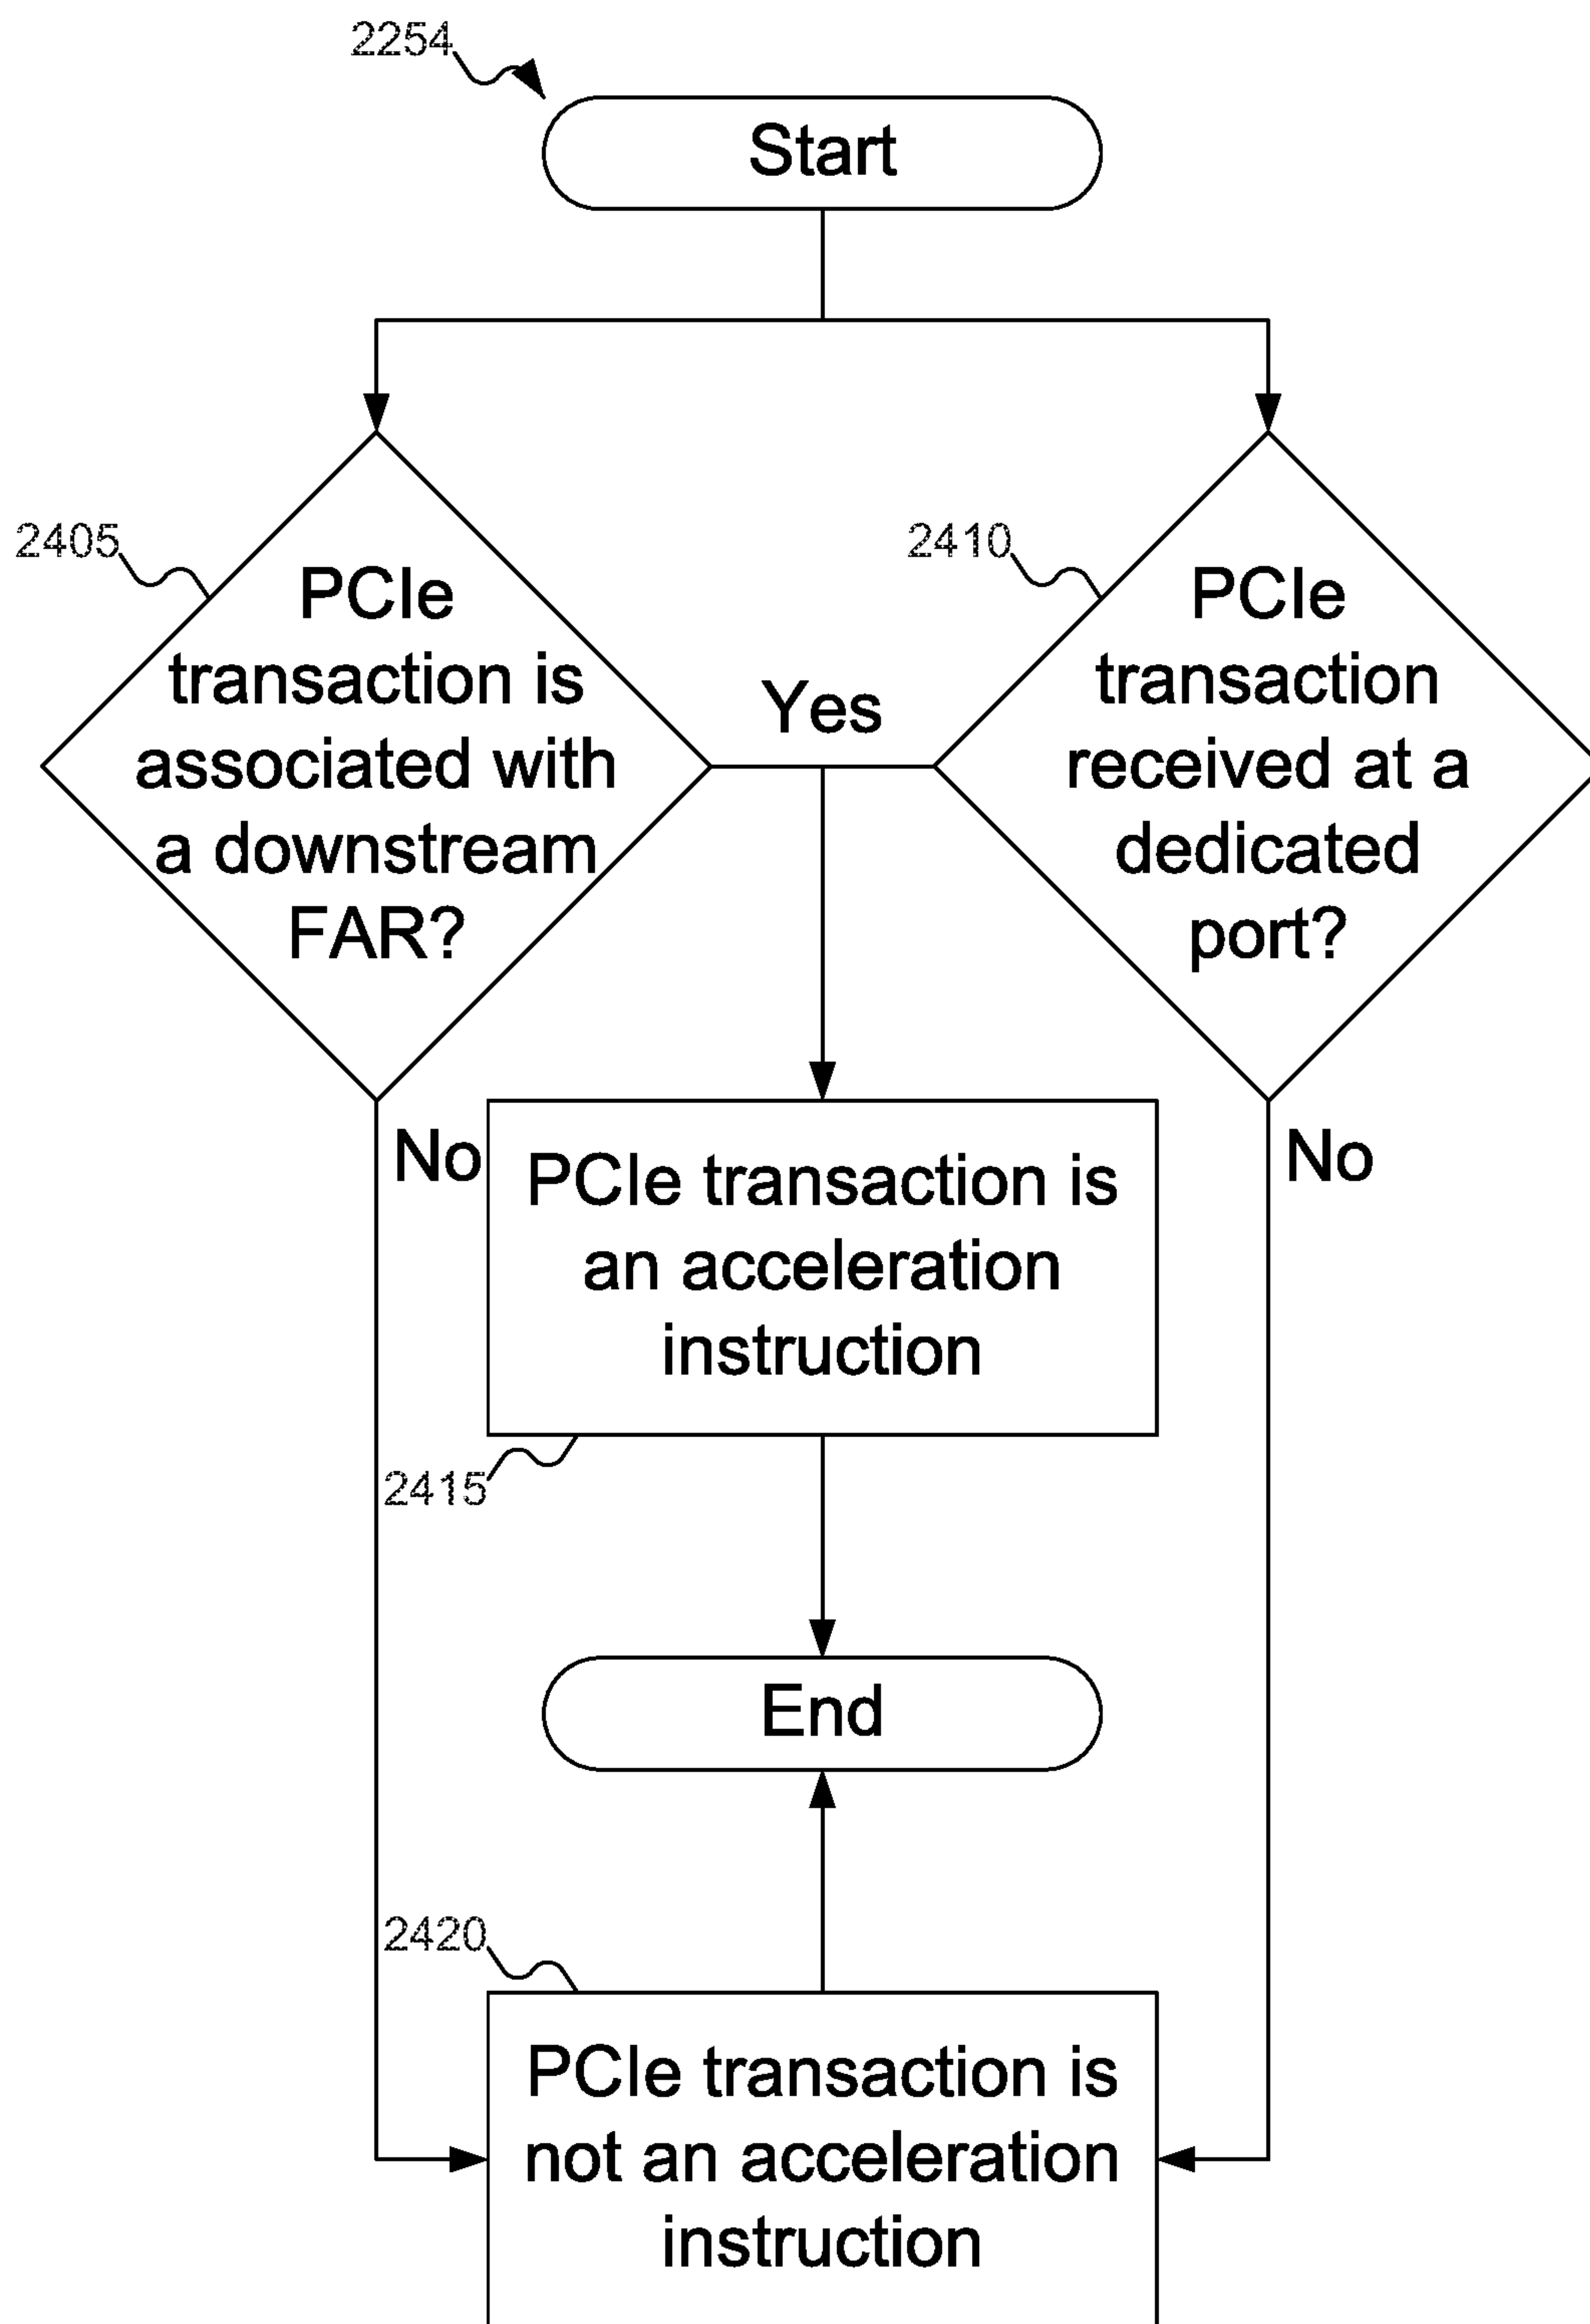 2254
Start
2405
PCIe
transaction is
associated with
a downstream
FAR?
Yes
2410
PCIe
transaction
received at a
dedicated
port?
No
PCIe transaction is
an acceleration
instruction
No
2415
End
2420
PCIe transaction is
not an acceleration
instruction